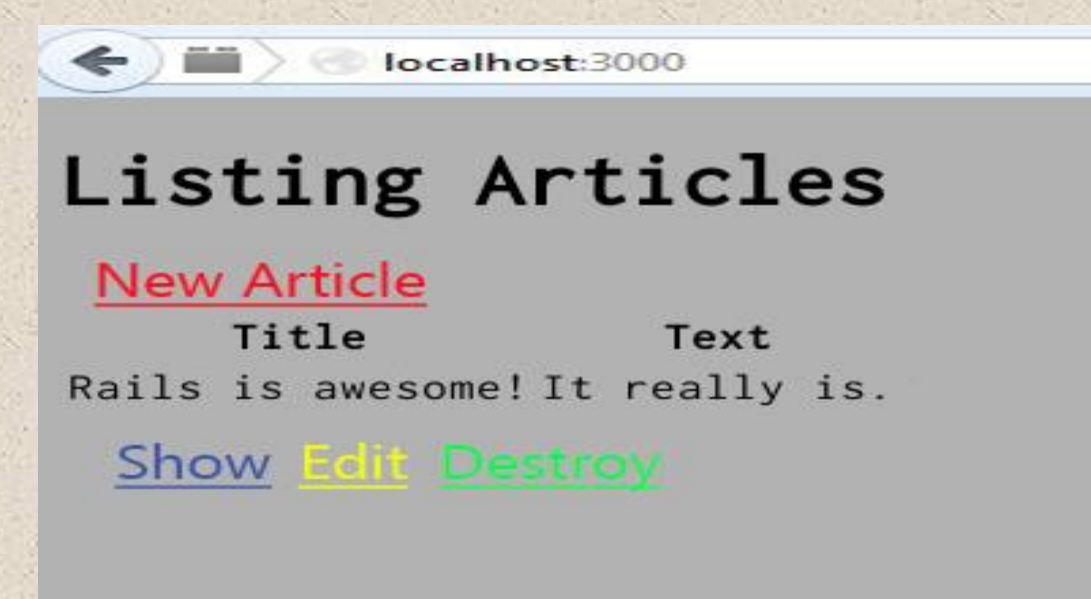 localhost:3000
Listing Articles
New Article
Title Text
Rails is awesome! It really is.
Show Edit Destroy